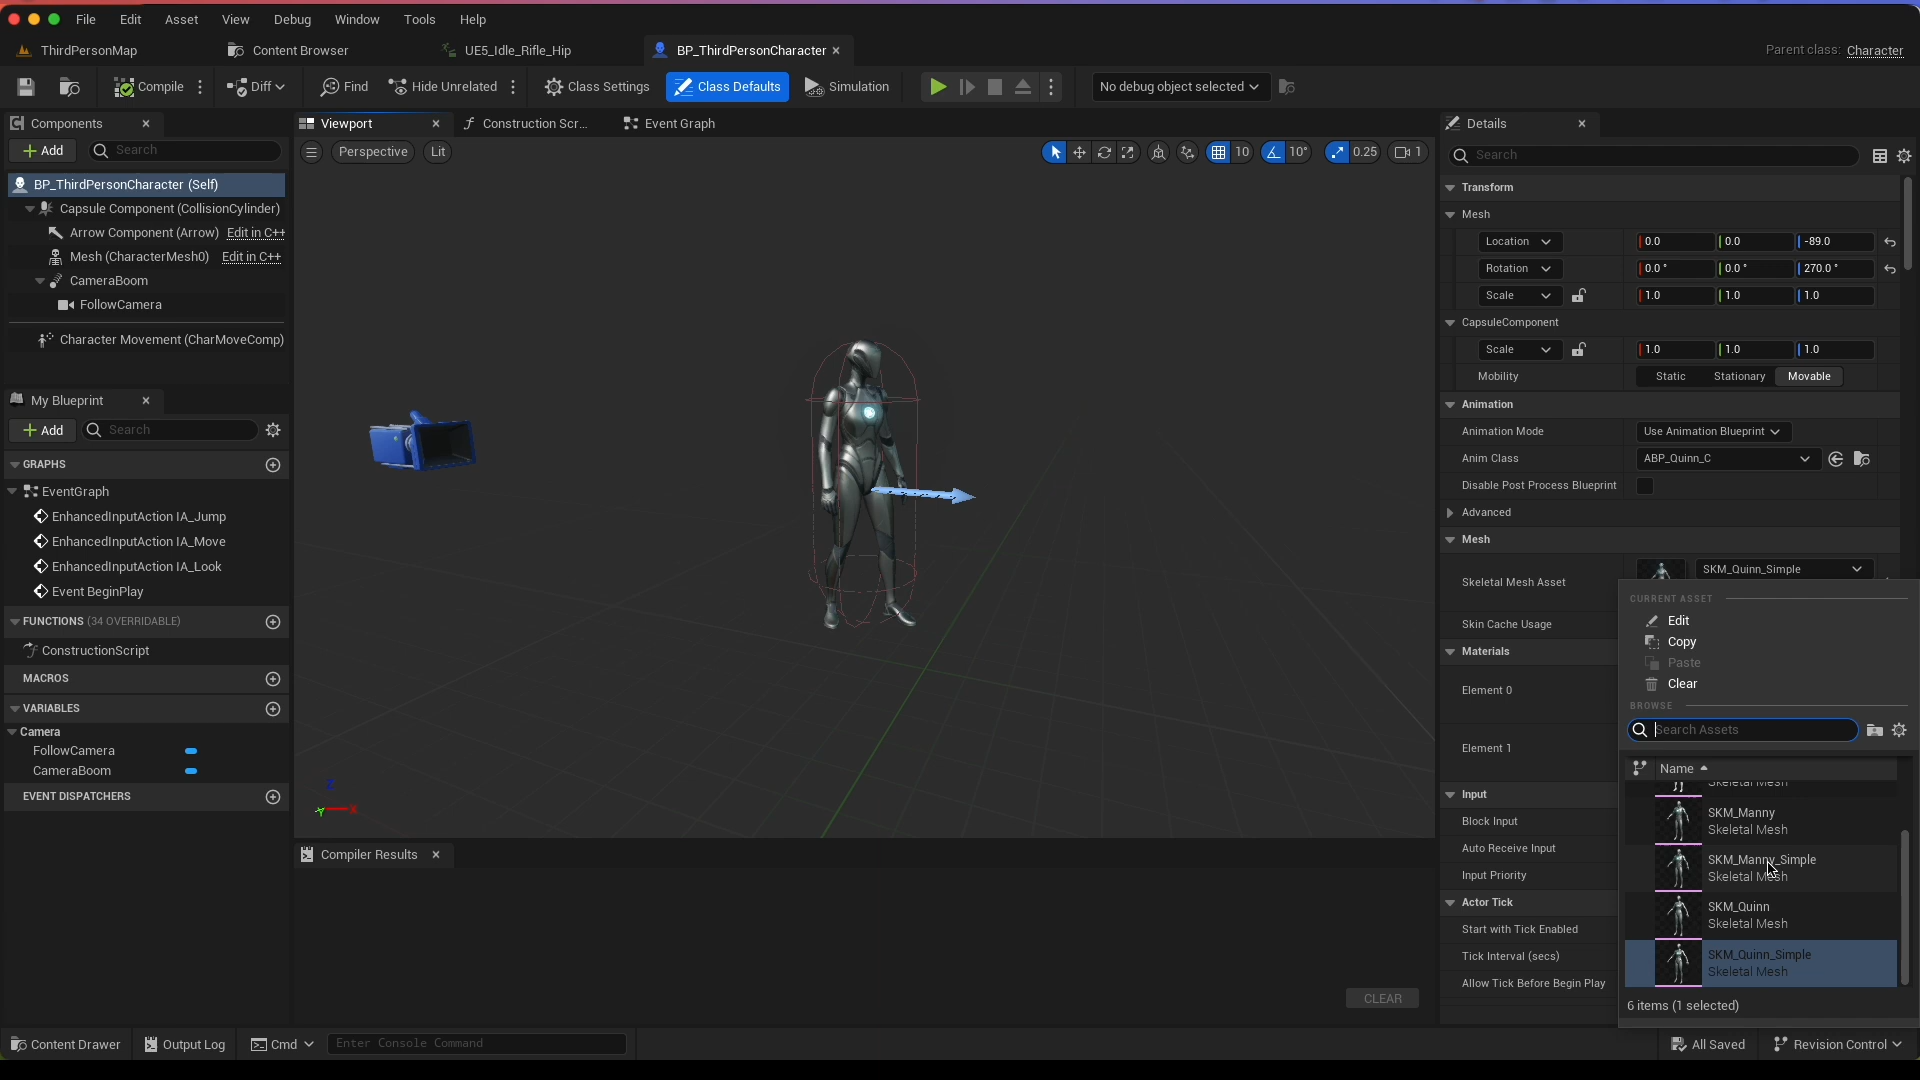 File Edit Asset View Debug Window Tools Help
ThirdPersonMap Content Browser UE5_Idle_Rifle_Hip BP_ThirdPersonCharacter Parent class: Character
Compile Diff Find Hide Unrelated Class Settings Class Defaults Simulation No debug object selected
Components
Add Search
BP_ThirdPersonCharacter (Self)
Capsule Component (CollisionCylinder)
Arrow Component (Arrow) Edit in C++
Mesh (CharacterMesh0) Edit in C++
CameraBoom
FollowCamera
Character Movement (CharMoveComp)
My Blueprint
Add Search
GRAPHS
EventGraph
EnhancedInputAction IA_Jump
EnhancedInputAction IA_Move
EnhancedInputAction IA_Look
Event BeginPlay
FUNCTIONS (34 OVERRIDABLE)
ConstructionScript
MACROS
VARIABLES
Camera
FollowCamera
CameraBoom
EVENT DISPATCHERS
Viewport Construction Scr... Event Graph
Perspective Lit 10 10° 0.25 1
Z
Y X
Compiler Results
CLEAR
Details
Search
Transform
Mesh
Location 0.0 0.0 -89.0
Rotation 0.0 ° 0.0 ° 270.0 °
Scale 1.0 1.0 1.0
CapsuleComponent
Scale 1.0 1.0 1.0
Mobility Static Stationary Movable
Animation
Animation Mode Use Animation Blueprint
Anim Class ABP_Quinn_C
Disable Post Process Blueprint
Advanced
Mesh
Skeletal Mesh Asset SKM_Quinn_Simple
Skin Cache Usage
Materials
Element 0
Element 1
Input
Block Input
Auto Receive Input
Input Priority
Actor Tick
Start with Tick Enabled
Tick Interval (secs)
Allow Tick Before Begin Play
CURRENT ASSET
Edit
Copy
Paste
Clear
BROWSE
Search Assets
Name
Skeletal Mesh
SKM_Manny
Skeletal Mesh
SKM_Manny_Simple
Skeletal Mesh
SKM_Quinn
Skeletal Mesh
SKM_Quinn_Simple
Skeletal Mesh
6 items (1 selected)
Content Drawer Output Log Cmd Enter Console Command All Saved Revision Control